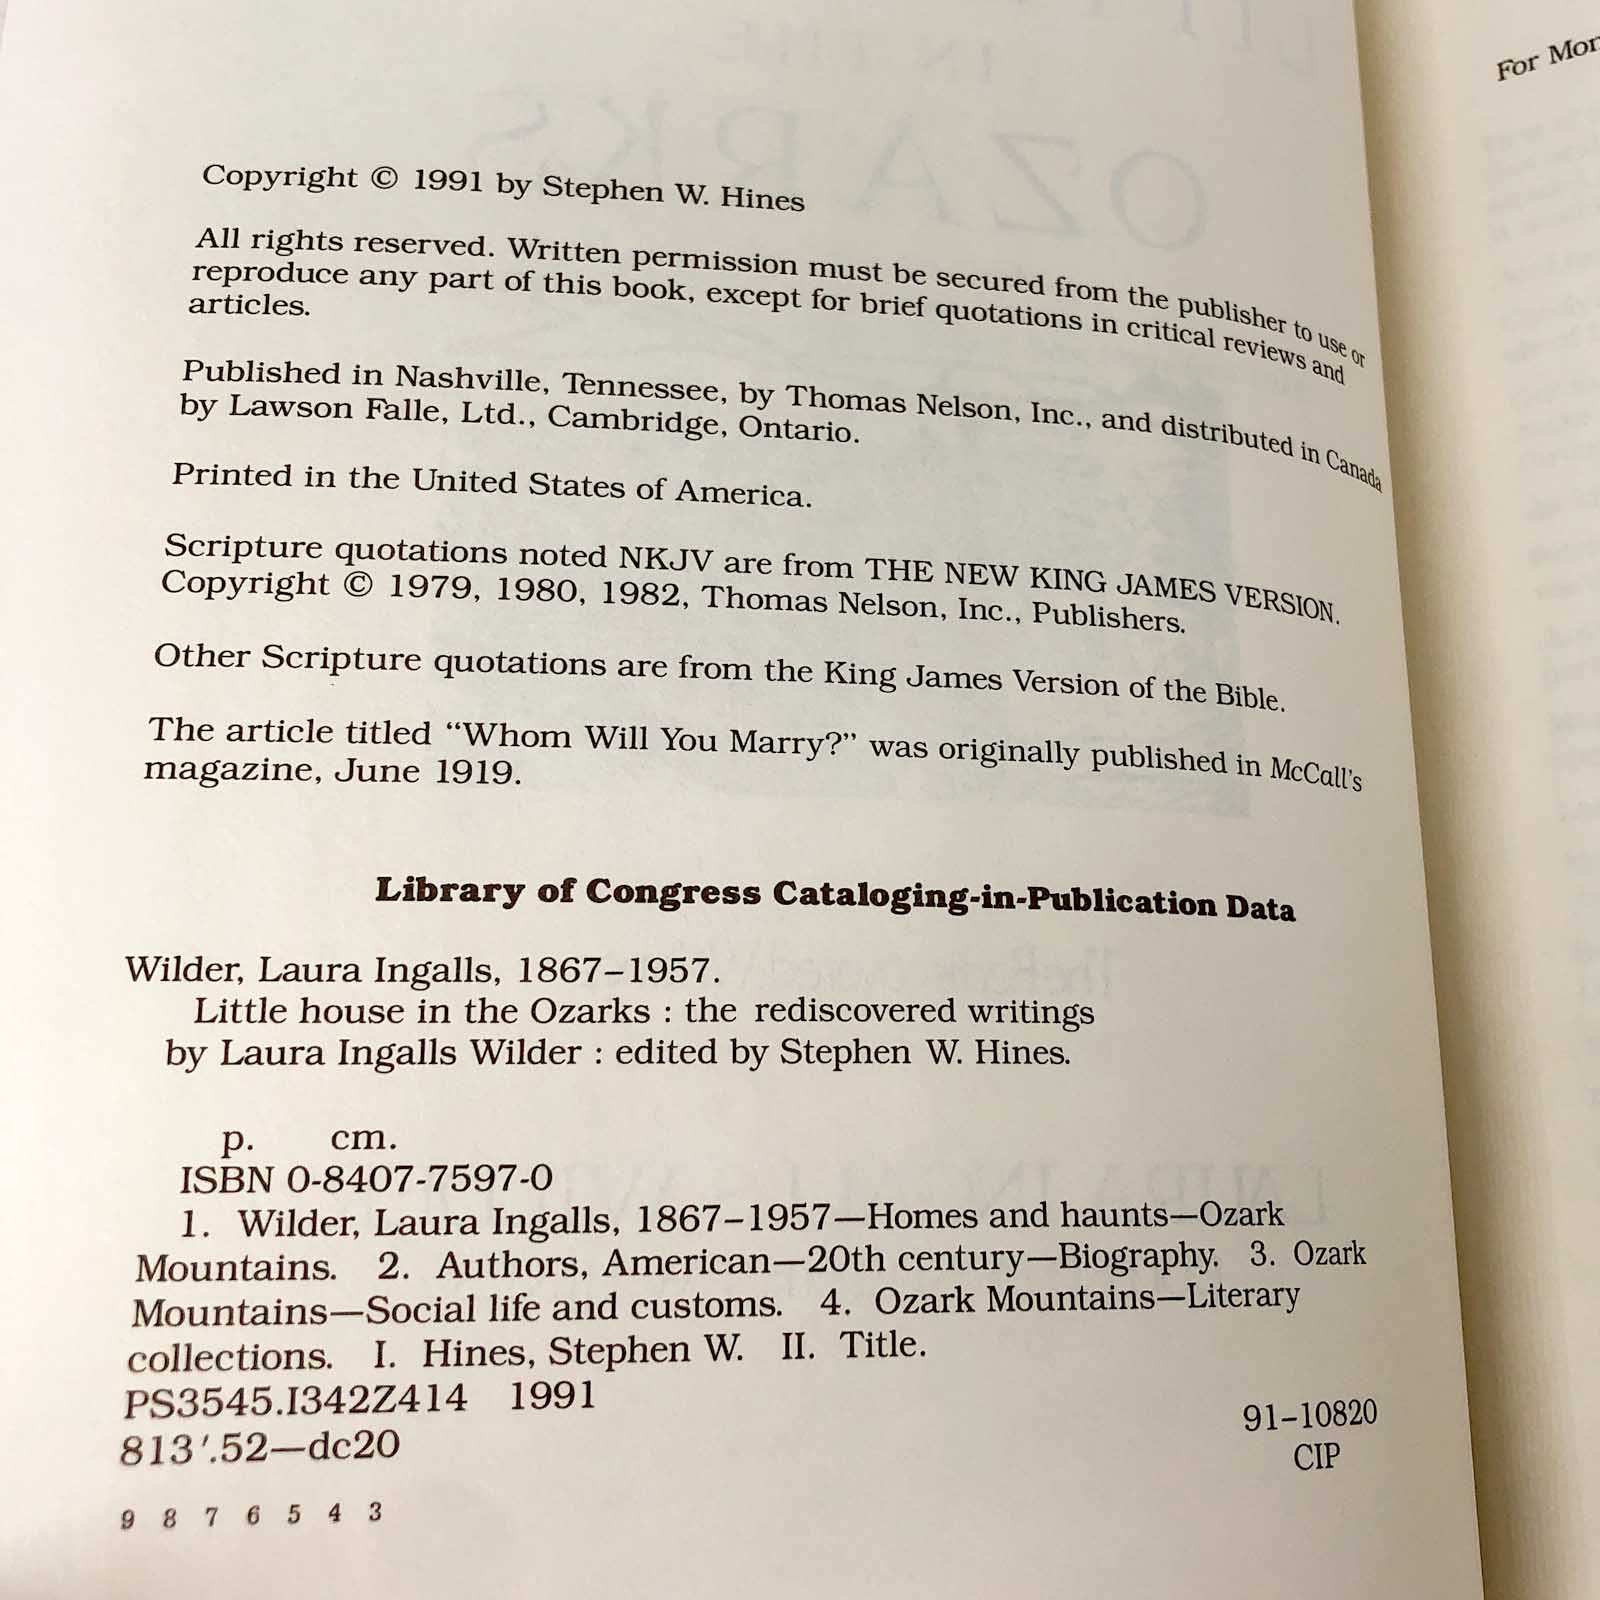 Copyright © 1991 by Stephen W. Hines
All rights reserved. Written permission must be secured from the publisher to use or
reproduce any part of this book, except for brief quotations in critical reviews and
articles.
Published in Nashville, Tennessee, by Thomas Nelson, Inc., and distributed in Canada
by Lawson Falle, Ltd., Cambridge, Ontario.
Printed in the United States of America.
Scripture quotations noted NKJV are from THE NEW KING JAMES VERSION.
Copyright © 1979, 1980, 1982, Thomas Nelson, Inc., Publishers.
Other Scripture quotations are from the King James Version of the Bible.
The article titled “Whom Will You Marry?” was originally published in McCall's
magazine, June 1919.
Library of Congress Cataloging-in-Publication Data
Wilder, Laura Ingalls, 1867–1957.
Little house in the Ozarks : the rediscovered writings
by Laura Ingalls Wilder : edited by Stephen W. Hines.
p. cm.
ISBN 0-8407-7597-0
1. Wilder, Laura Ingalls, 1867–1957—Homes and haunts—Ozark
Mountains. 2. Authors, American—20th century—Biography. 3. Ozark
Mountains—Social life and customs. 4. Ozark Mountains—Literary
collections. I. Hines, Stephen W. II. Title.
PS3545.I342Z414 1991
813′.52—dc20
91–10820
CIP
9 8 7 6 5 4 3
For